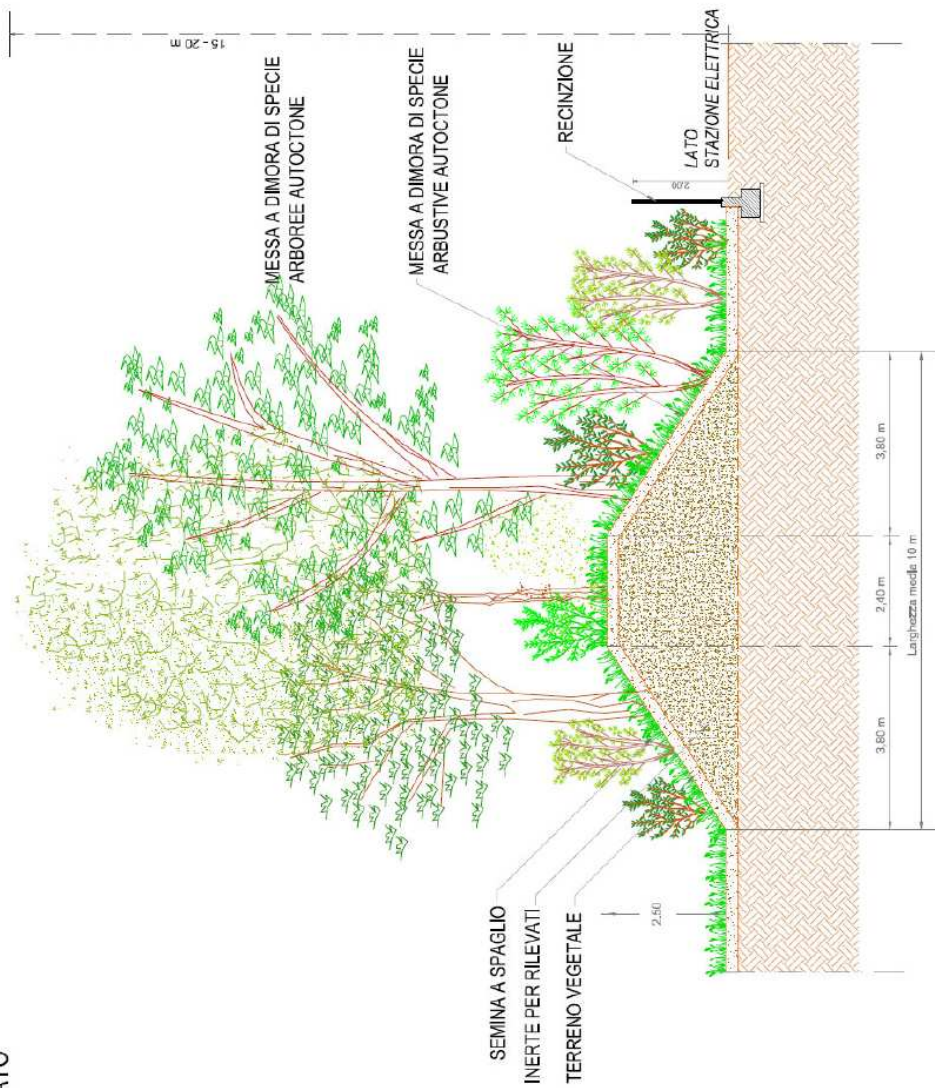 15 - 20 m
MESSA A DIMORA DI SPECIE
ARBOREE AUTOCTONE
MESSA A DIMORA DI SPECIE
ARBUSTIVE AUTOCTONE
RECINZIONE
LATO
STAZIONE ELETTRICA
2.00
SEMINA A SPAGLIO
INERTE PER RILEVATI
TERRENO VEGETALE
2.50
3,80 m
2,40 m
3,80 m
Larghezza media 10 m